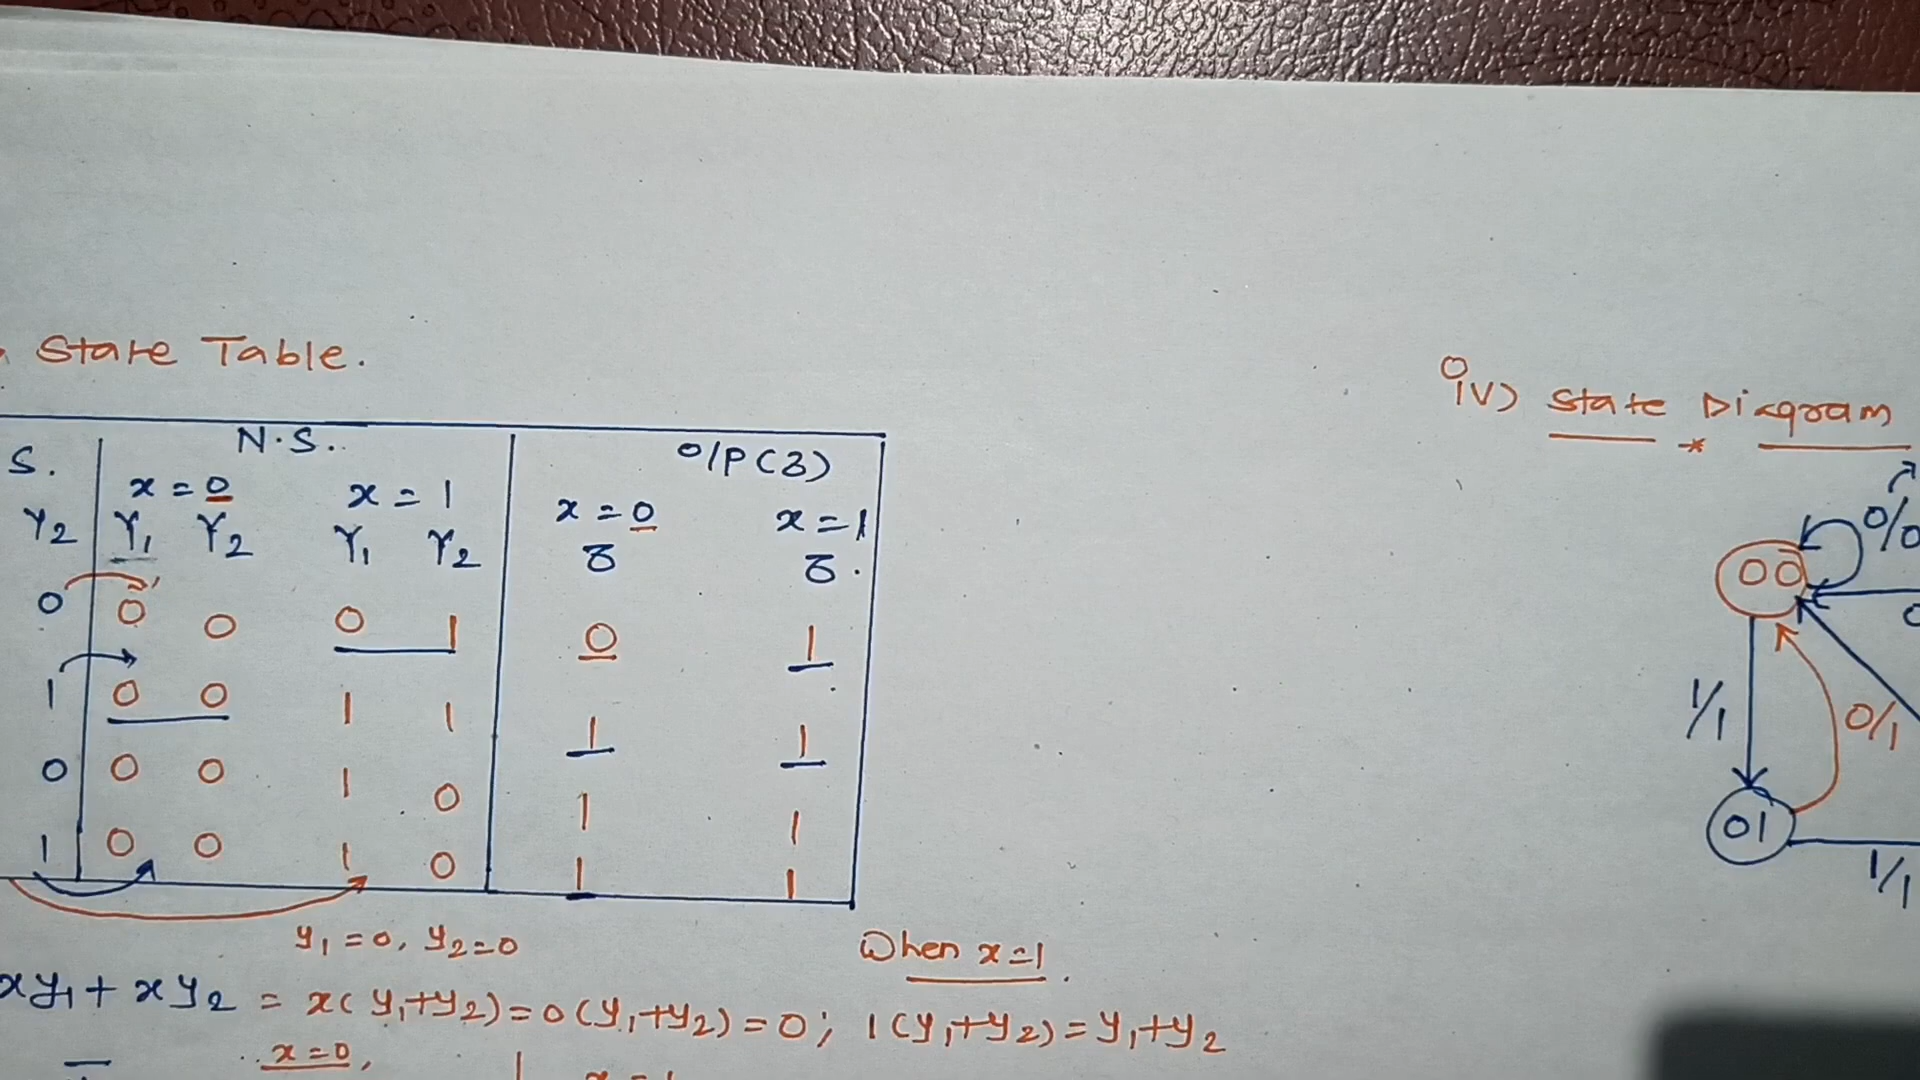 State Table.
iv) State Diagram
S. N.S.. O/P(z)
x=0 x=1 x=0 x=1
Y2 Y1 Y2 Y1 Y2 z z.
0 0 0 0 1 0 1
1 0 0 1 1 1 1
0 0 0 1 0 1 1
1 0 0 1 0 1 1
0/0
00
1/1 0/1
01
1/1
y1=0, y2=0 When x=1.
xy1+xy2 = x(y1+y2)=0(y1+y2)=0; 1(y1+y2)=y1+y2
x=0,